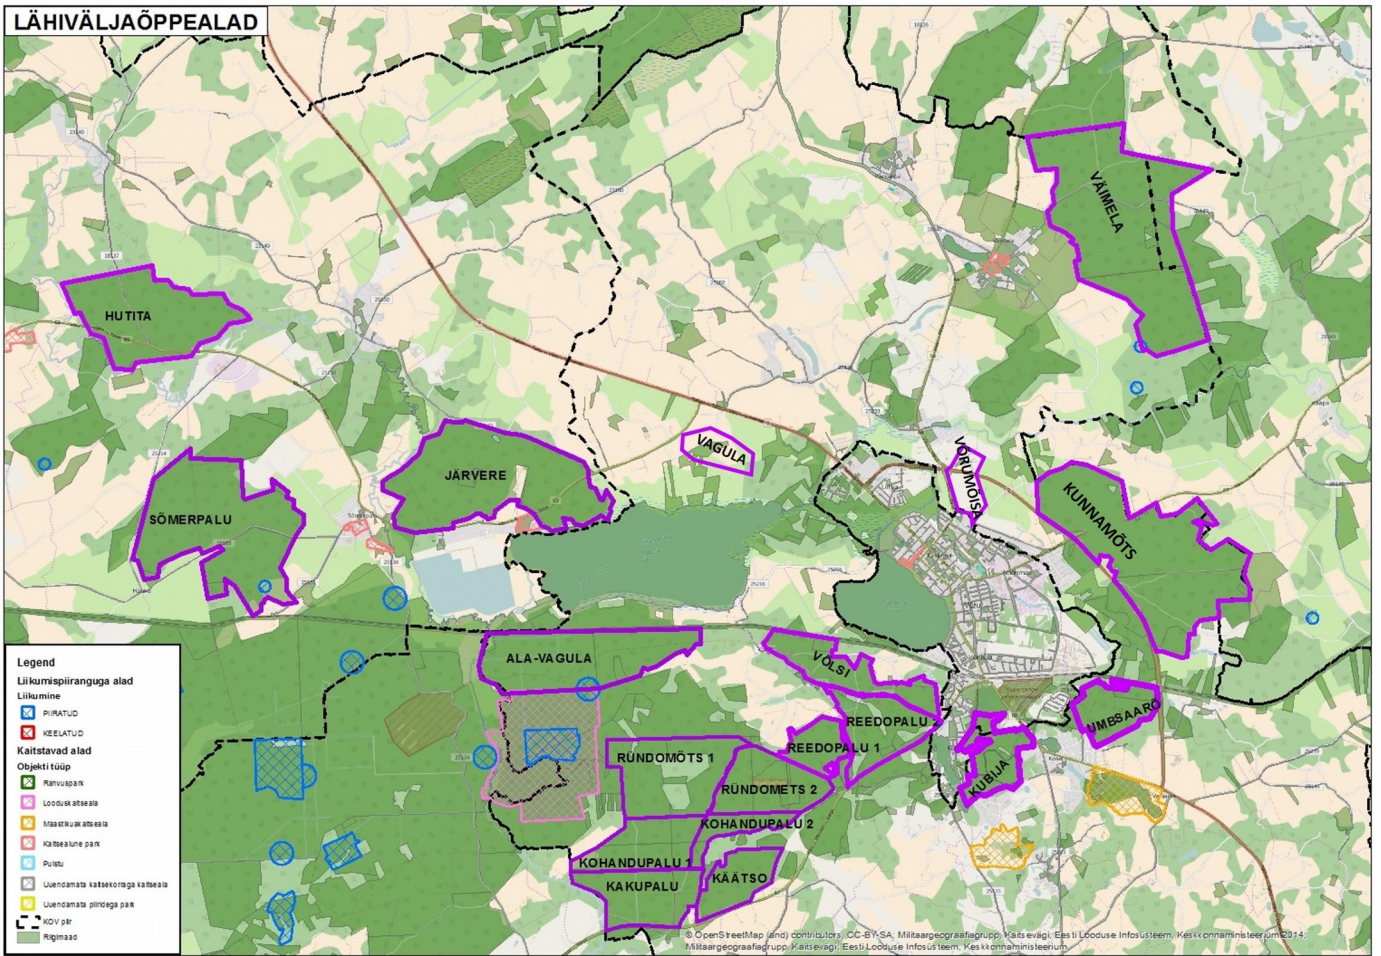 LÄHIVÄLJAÕPPEALAD
VÄIMELA
HUTITA
VAGULA
VÕRUMÕISA
JÄRVERE
KUNNAMÕTS
SÕMERPALU
ALA-VAGULA
VÕLSI
REEDOPALU 2
REEDOPALU 1
UMBSAARÕ
KUBIJA
RÜNDOMÕTS 1
RÜNDOMETS 2
KOHANDUPALU 2
KOHANDUPALU 1
KÄÄTSO
KAKUPALU
Legend
Liikumispiiranguga alad
Liikumine
PIIRATUD
KEELATUD
Kaitstavad alad
Objekti tüüp
Rahvuspark
Looduskaitseala
Maastikukaitseala
Kaitsealune park
Puistu
Uuendamata kaitsekorraga kaitseala
Uuendamata piiridega park
KOV piir
Riigimaad
© OpenStreetMap (and) contributors, CC-BY-SA; Militaargeograafiagrupp, Kaitsevägi, Eesti Looduse Infosüsteem, Keskkonnaministeerium 2014;
Militaargeograafiagrupp, Kaitsevägi; Eesti Looduse Infosüsteem, Keskkonnaministeerium